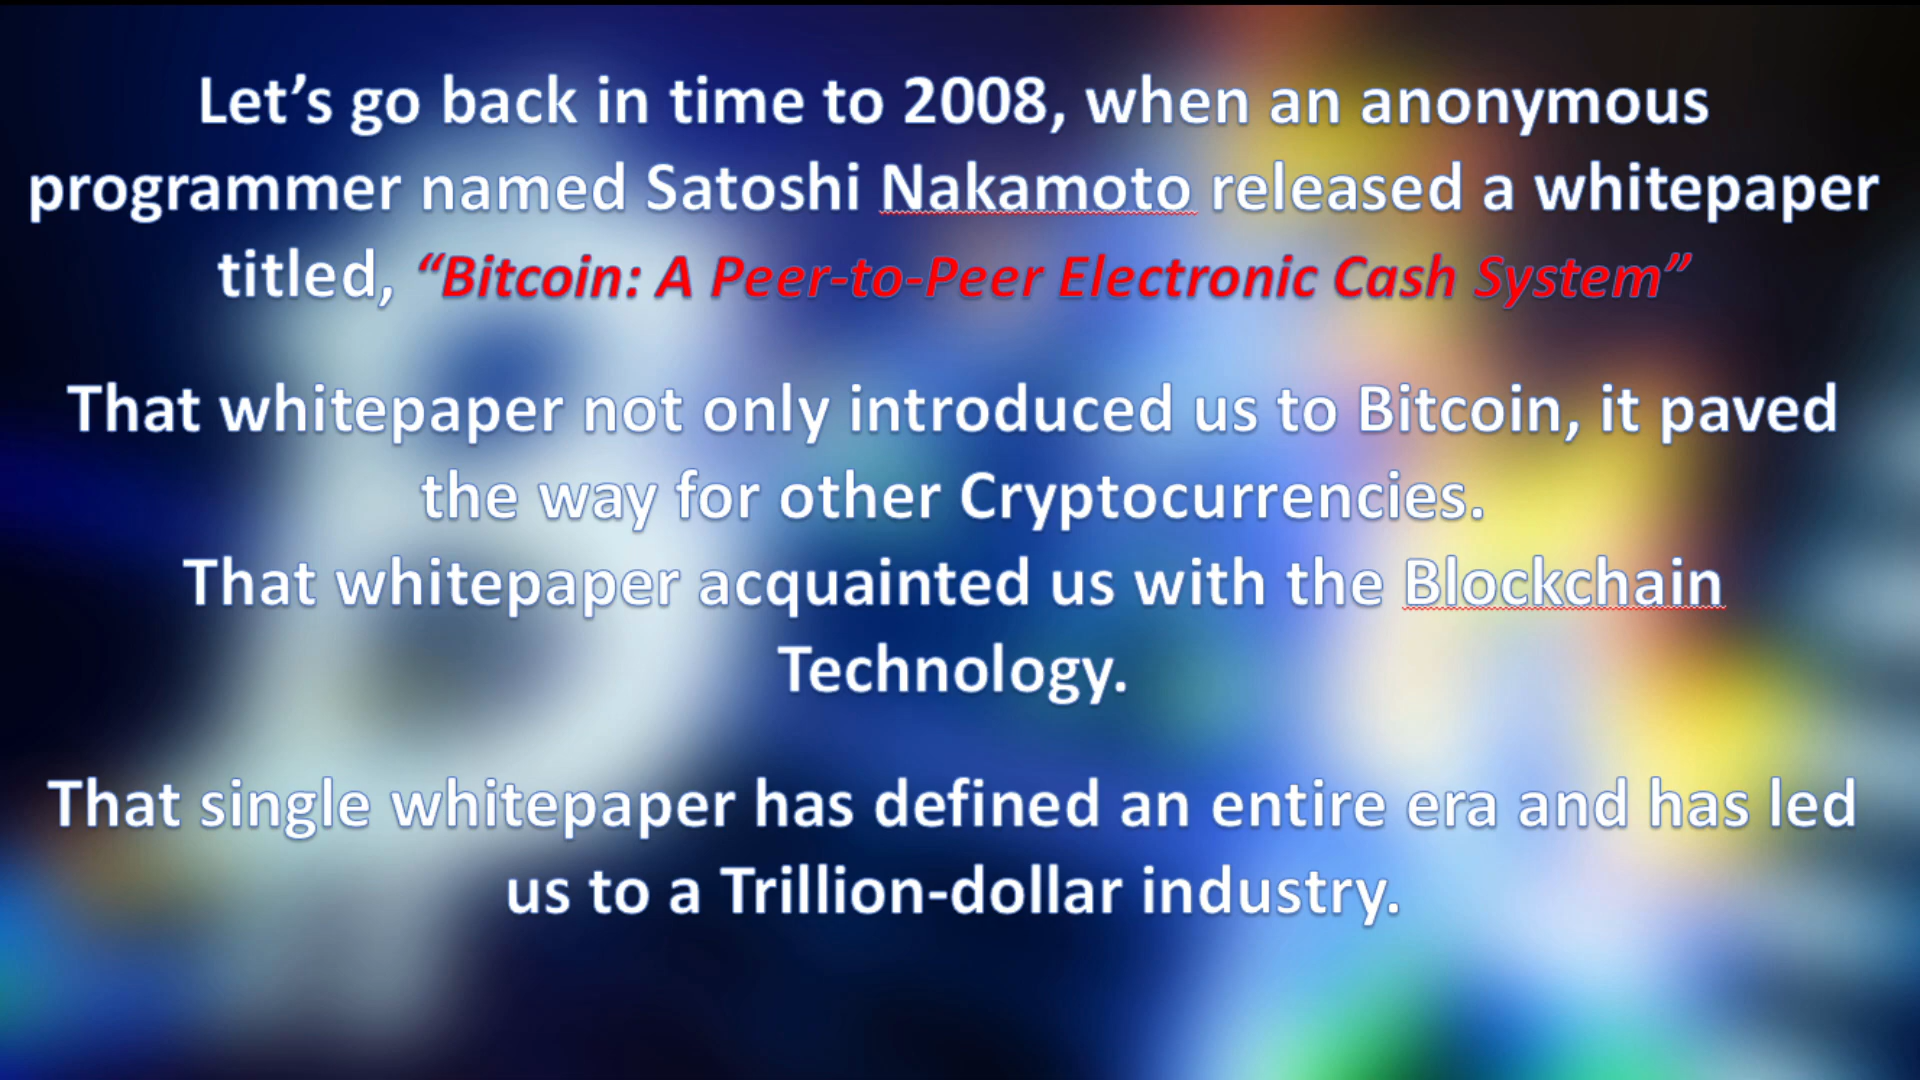 Let’s go back in time to 2008, when an anonymous
programmer named Satoshi Nakamoto released a whitepaper
titled, “Bitcoin: A Peer-to-Peer Electronic Cash System”
That whitepaper not only introduced us to Bitcoin, it paved
the way for other Cryptocurrencies.
That whitepaper acquainted us with the Blockchain
Technology.
That single whitepaper has defined an entire era and has led
us to a Trillion-dollar industry.